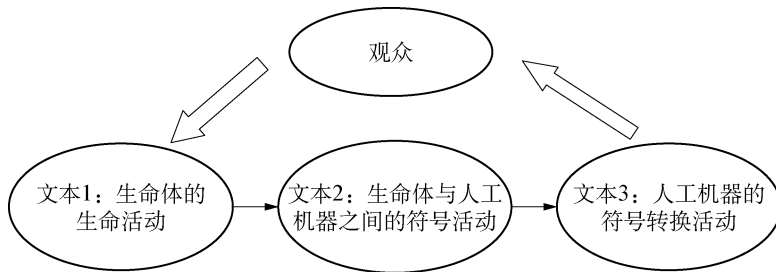 观众
文本1：生命体的
生命活动
文本2：生命体与人工
机器之间的符号活动
文本3：人工机器的
符号转换活动